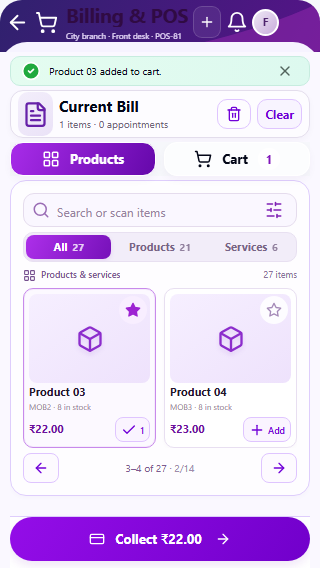 Billing & POS
City branch · Front desk · POS-81
F
Product 03 added to cart.
Current Bill
1 items · 0 appointments
Clear
Products
Cart 1
Search or scan items
All 27
Products 21
Services 6
Products & services
27 items
Product 03
MOB2 · 8 in stock
₹22.00
1
Product 04
MOB3 · 8 in stock
₹23.00
Add
3–4 of 27 · 2/14
Collect ₹22.00